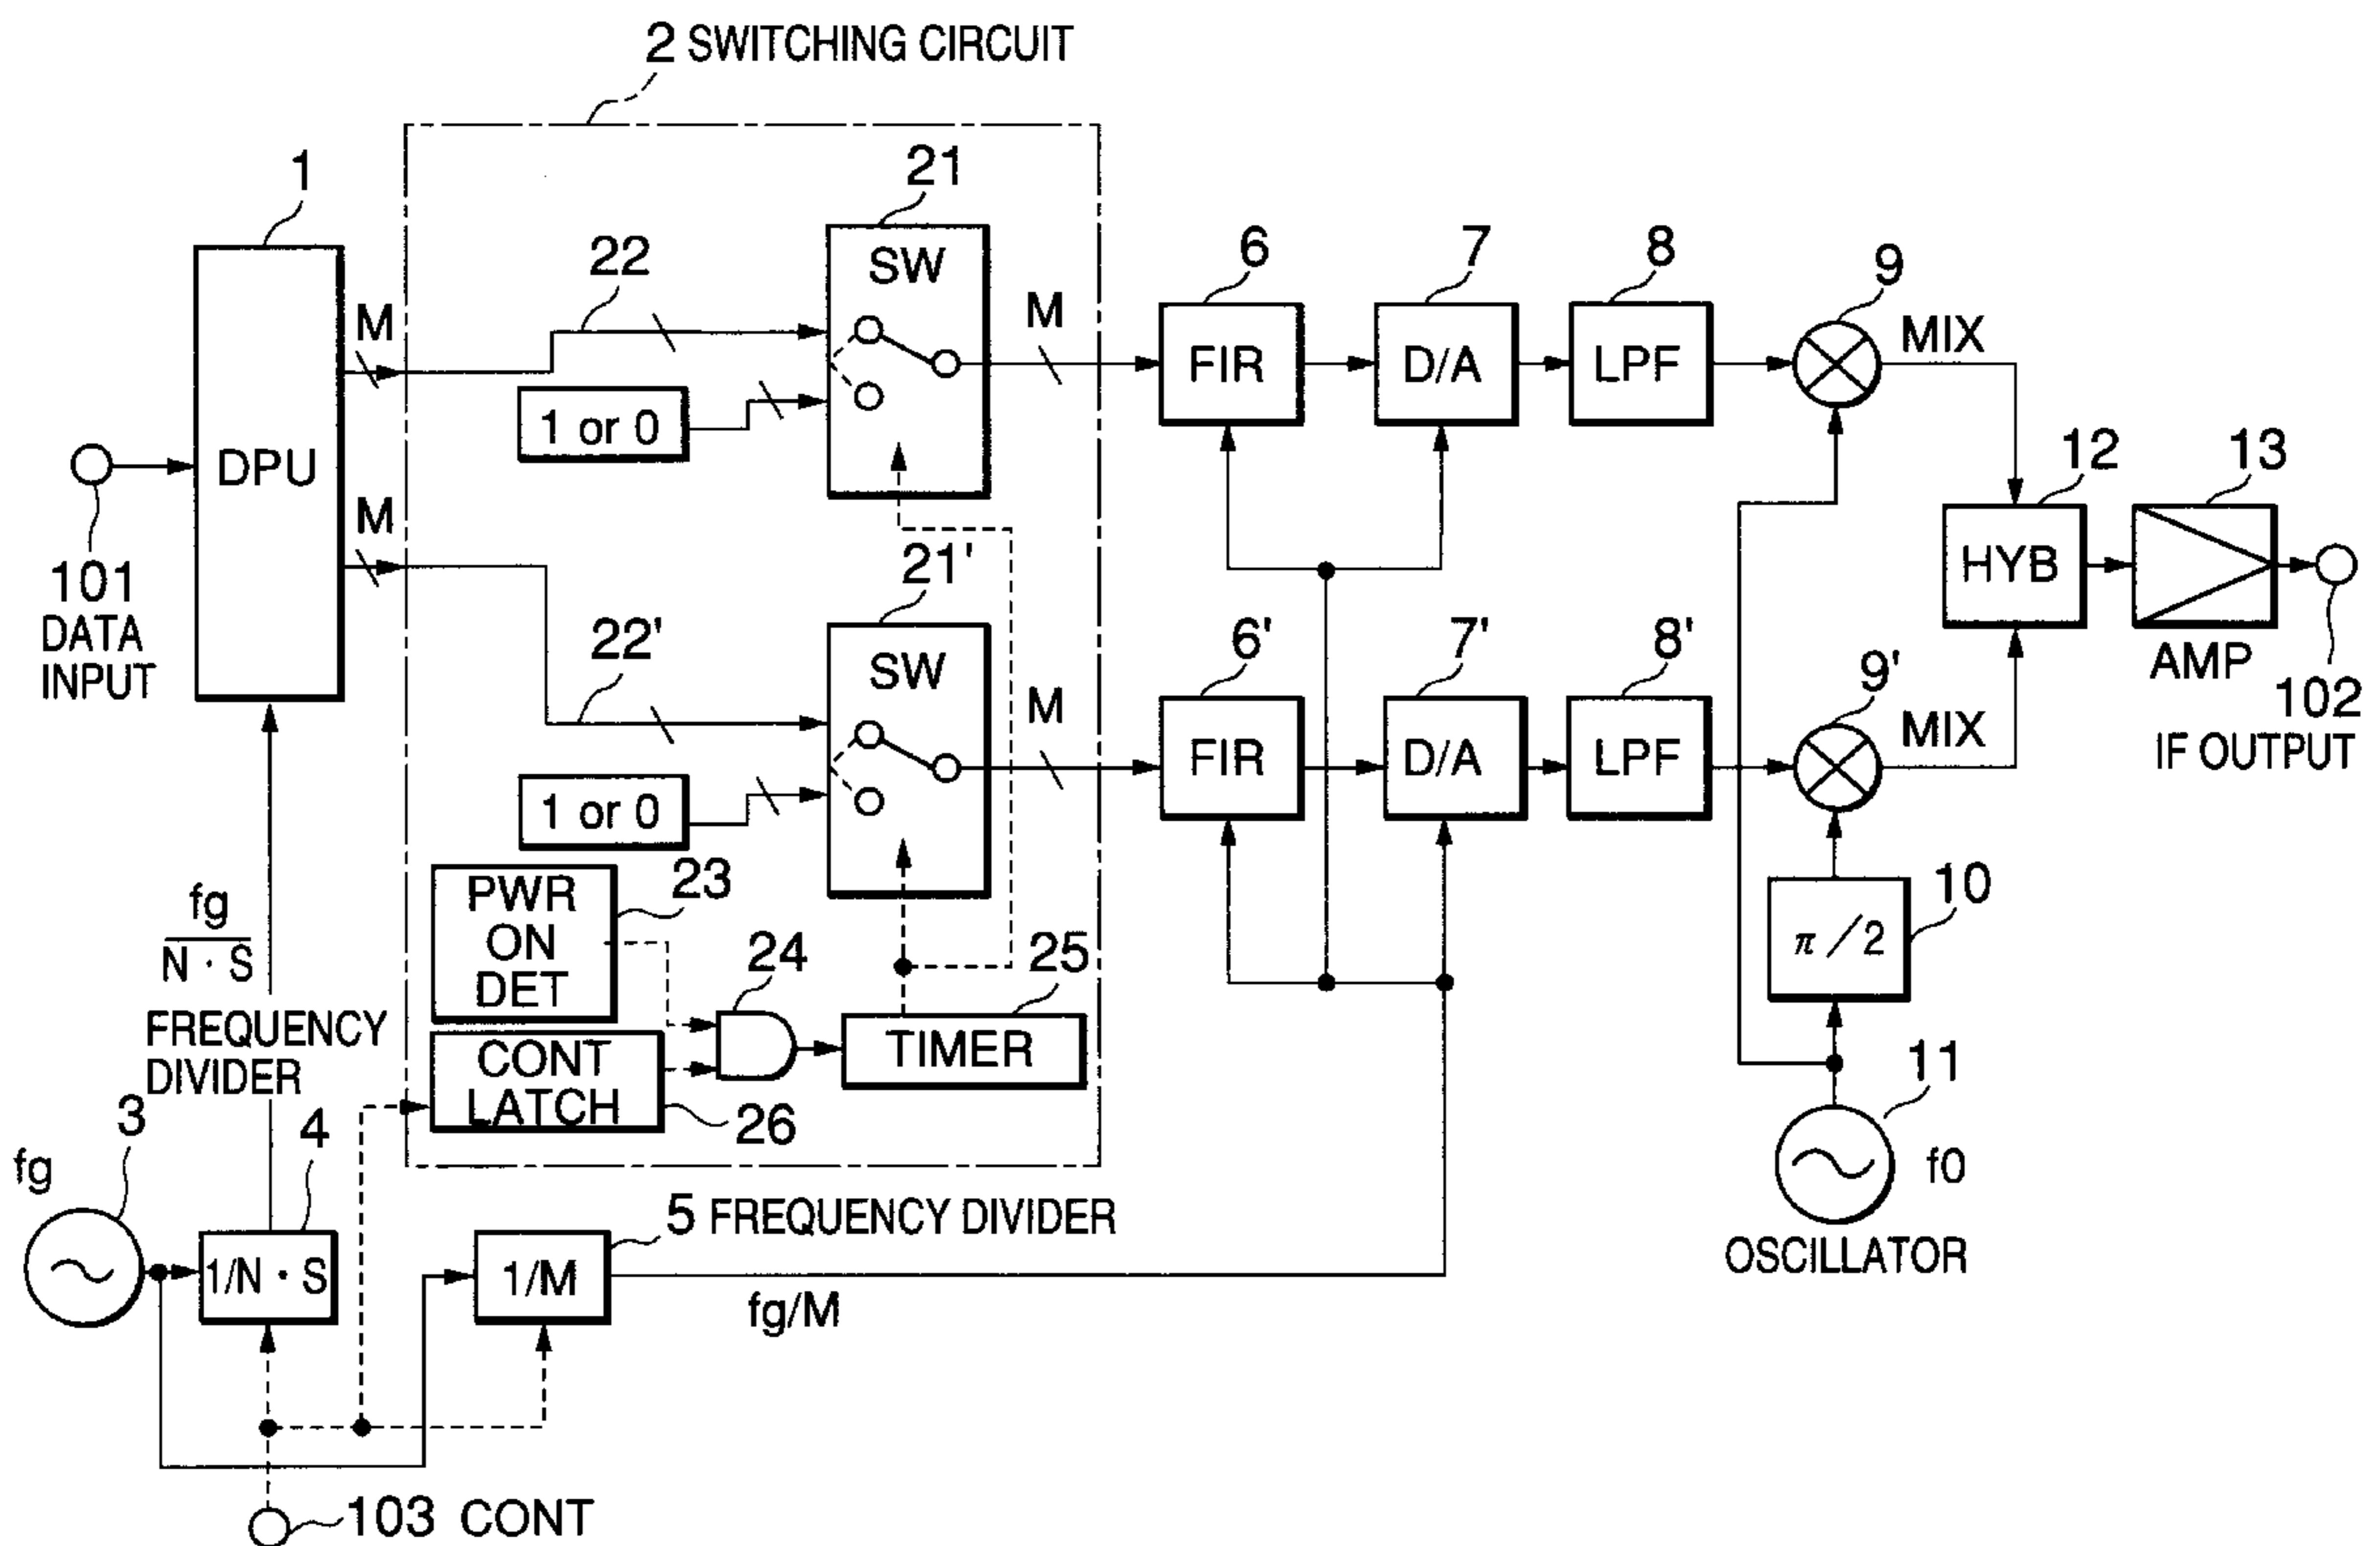 2 SWITCHING CIRCUIT
1
21
22
SW
M
M
6
7
8
9
MIX
FIR
D/A
LPF
1 or 0
DPU
101
DATA
INPUT
M
12
13
HYB
AMP
102
IF OUTPUT
21'
22'
SW
M
6'
7'
8'
9'
MIX
FIR
D/A
LPF
1 or 0
PWR
ON
DET
23
24
25
TIMER
CONT
LATCH
26
10
π/2
11
f0
OSCILLATOR
fg
N · S
FREQUENCY
DIVIDER
3
fg
4
1/N · S
5 FREQUENCY DIVIDER
1/M
fg/M
103 CONT